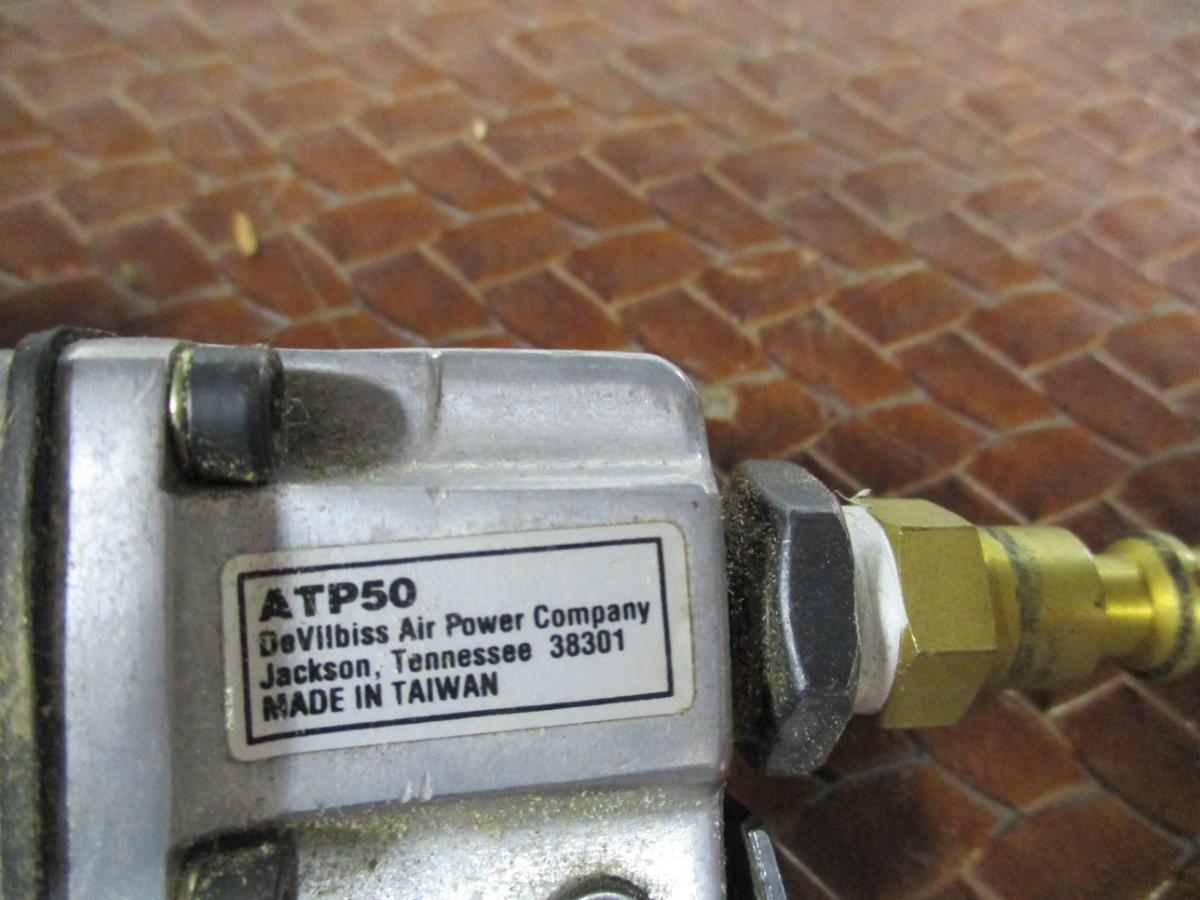 ATP50
DeVilbiss Air Power Company
Jackson, Tennessee 38301
MADE IN TAIWAN